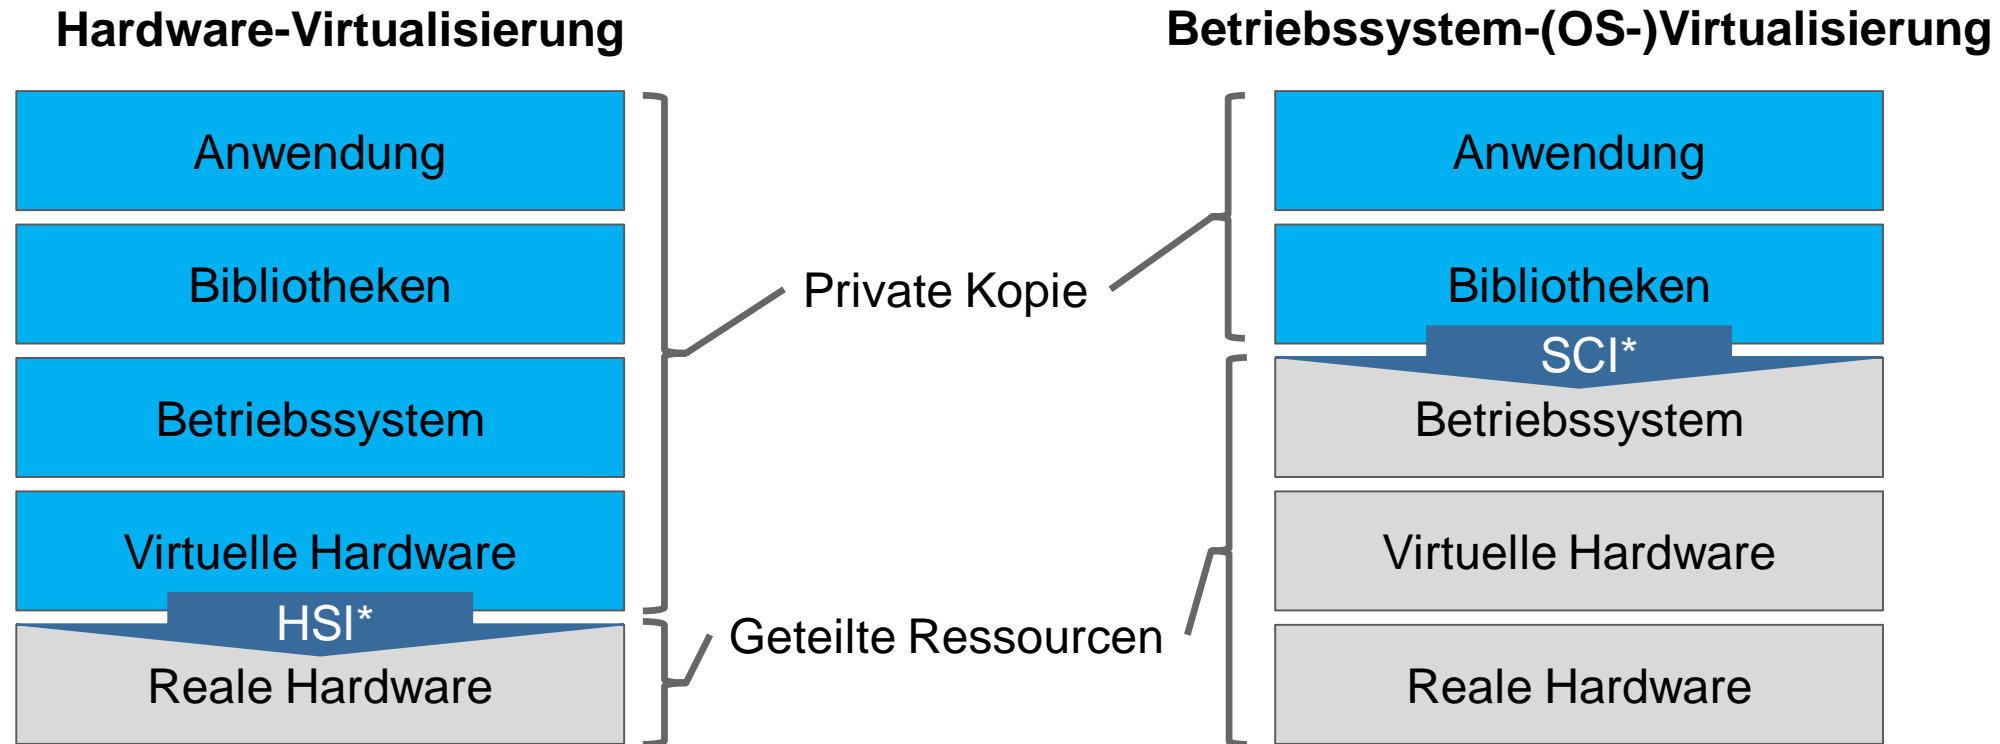 Hardware-Virtualisierung
Anwendung
Bibliotheken
Betriebssystem
Virtuelle Hardware
HSI*
Reale Hardware
Private Kopie
Geteilte Ressourcen
Betriebssystem-(OS-)Virtualisierung
Anwendung
Bibliotheken
SCI*
Betriebssystem
Virtuelle Hardware
Reale Hardware